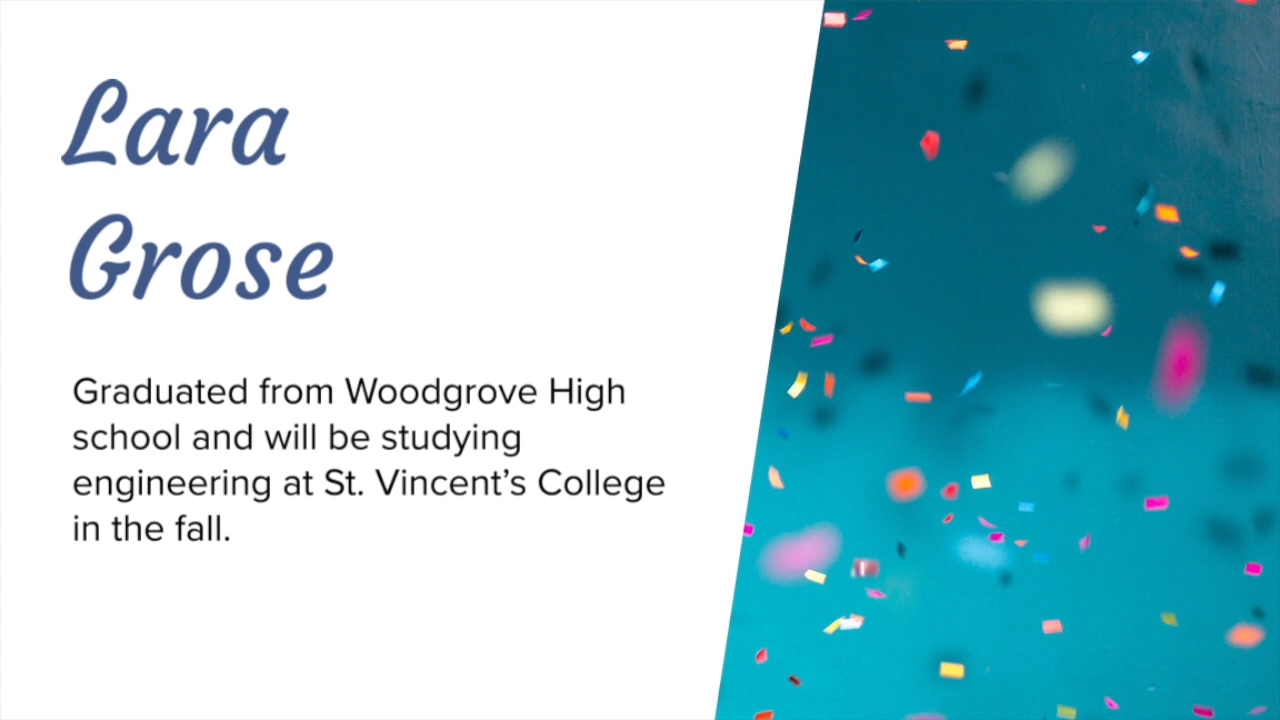 Lara
Grose
Graduated from Woodgrove High
school and will be studying
engineering at St. Vincent’s College
in the fall.